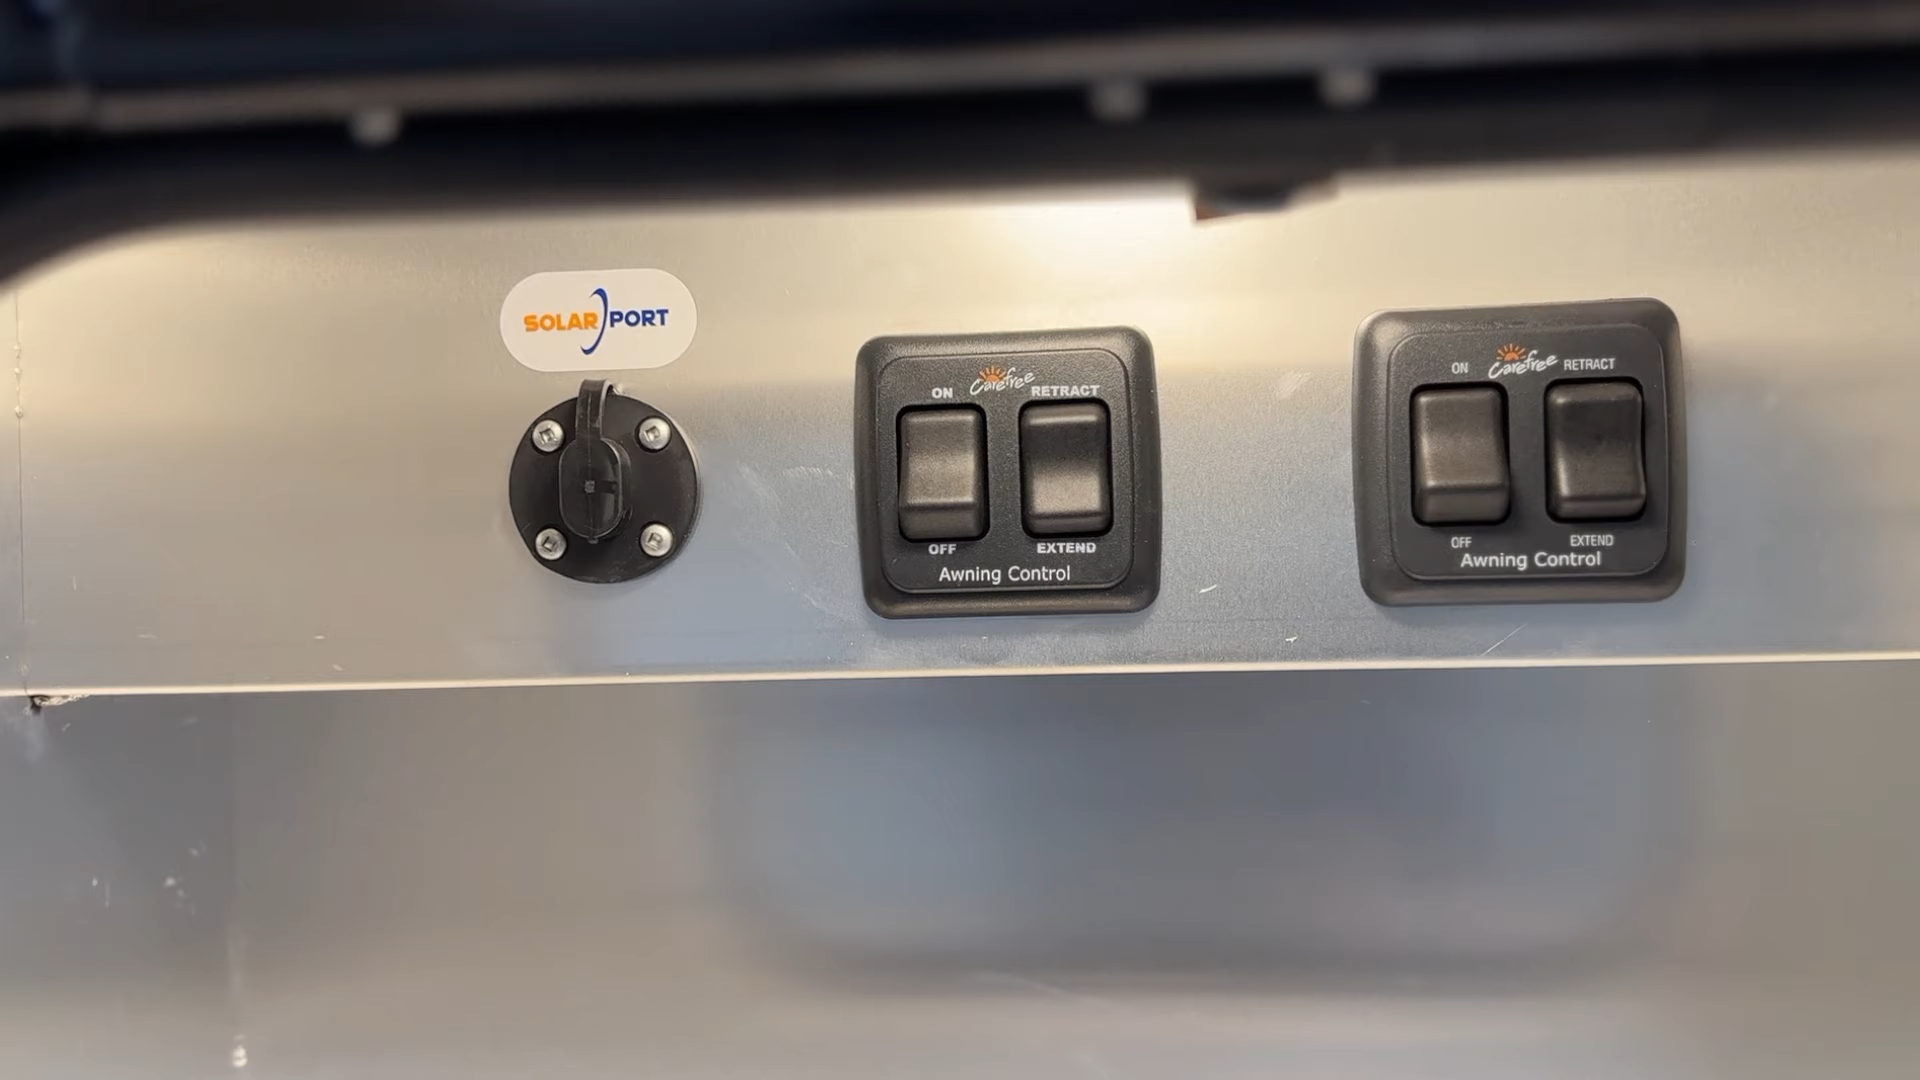 SOLAR PORT
Carefree
ON RETRACT
OFF EXTEND
Awning Control
Carefree
ON RETRACT
OFF EXTEND
Awning Control